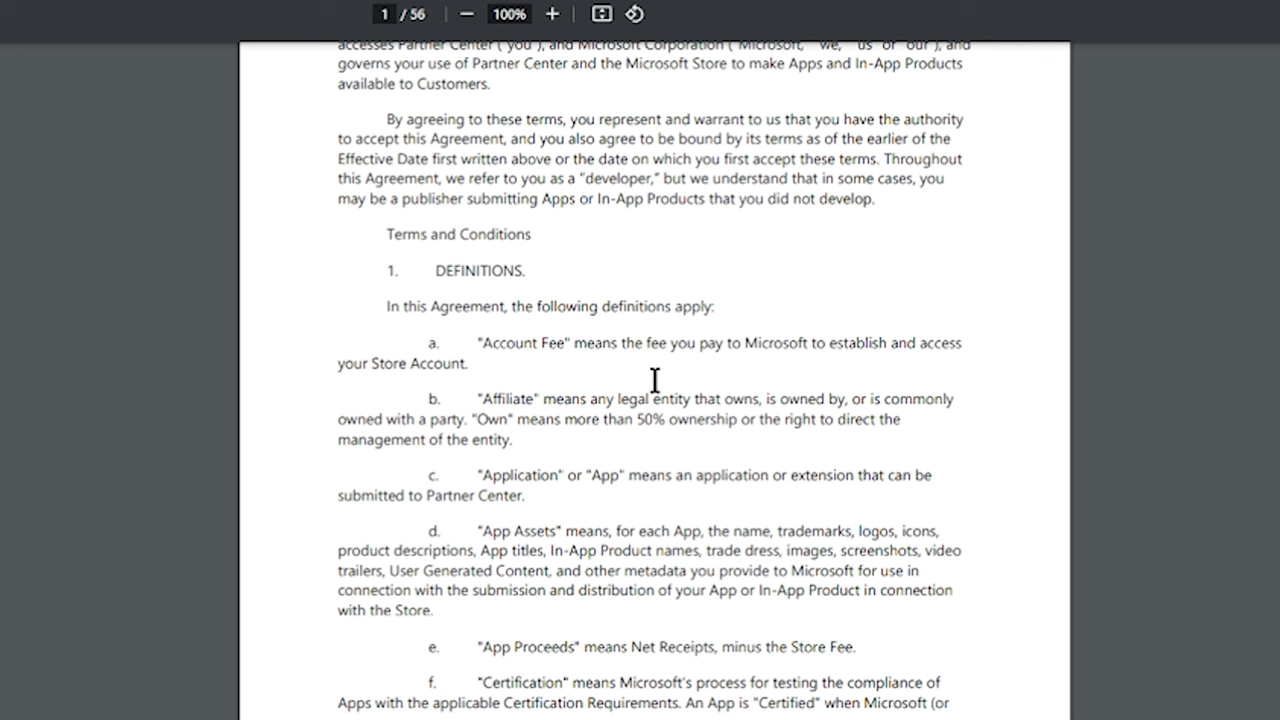 1 / 56
100%
accesses Partner Center ("you"), and Microsoft Corporation ("Microsoft," "we," "us" or "our"), and
governs your use of Partner Center and the Microsoft Store to make Apps and In-App Products
available to Customers.
By agreeing to these terms, you represent and warrant to us that you have the authority
to accept this Agreement, and you also agree to be bound by its terms as of the earlier of the
Effective Date first written above or the date on which you first accept these terms. Throughout
this Agreement, we refer to you as a "developer," but we understand that in some cases, you
may be a publisher submitting Apps or In-App Products that you did not develop.
Terms and Conditions
1. DEFINITIONS.
In this Agreement, the following definitions apply:
a. "Account Fee" means the fee you pay to Microsoft to establish and access
your Store Account.
b. "Affiliate" means any legal entity that owns, is owned by, or is commonly
owned with a party. "Own" means more than 50% ownership or the right to direct the
management of the entity.
c. "Application" or "App" means an application or extension that can be
submitted to Partner Center.
d. "App Assets" means, for each App, the name, trademarks, logos, icons,
product descriptions, App titles, In-App Product names, trade dress, images, screenshots, video
trailers, User Generated Content, and other metadata you provide to Microsoft for use in
connection with the submission and distribution of your App or In-App Product in connection
with the Store.
e. "App Proceeds" means Net Receipts, minus the Store Fee.
f. "Certification" means Microsoft's process for testing the compliance of
Apps with the applicable Certification Requirements. An App is "Certified" when Microsoft (or